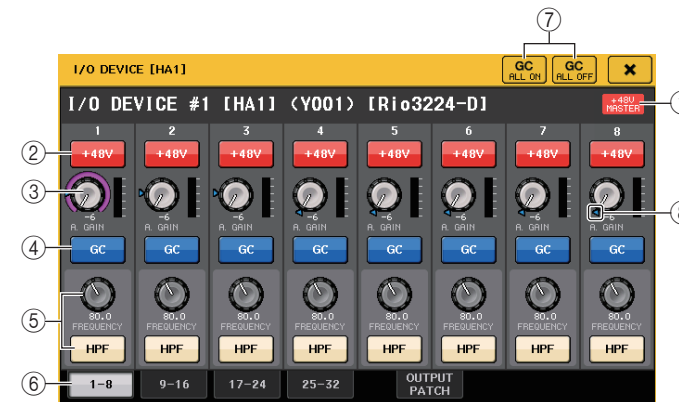 ⑦
I/O DEVICE [HA1]
GC ALL ON
GC ALL OFF
I/O DEVICE #1 [HA1] (Y001) [Rio3224-D]
+48V MASTER
1 2 3 4 5 6 7 8
② +48V +48V +48V +48V +48V +48V +48V +48V
③ -6 -6 -6 -6 -6 -6 -6 -6
A. GAIN A. GAIN A. GAIN A. GAIN A. GAIN A. GAIN A. GAIN A. GAIN
④ GC GC GC GC GC GC GC GC
⑤ 80.0 80.0 80.0 80.0 80.0 80.0 80.0 80.0
FREQUENCY FREQUENCY FREQUENCY FREQUENCY FREQUENCY FREQUENCY FREQUENCY FREQUENCY
HPF HPF HPF HPF HPF HPF HPF HPF
⑥ 1-8 9-16 17-24 25-32 OUTPUT PATCH